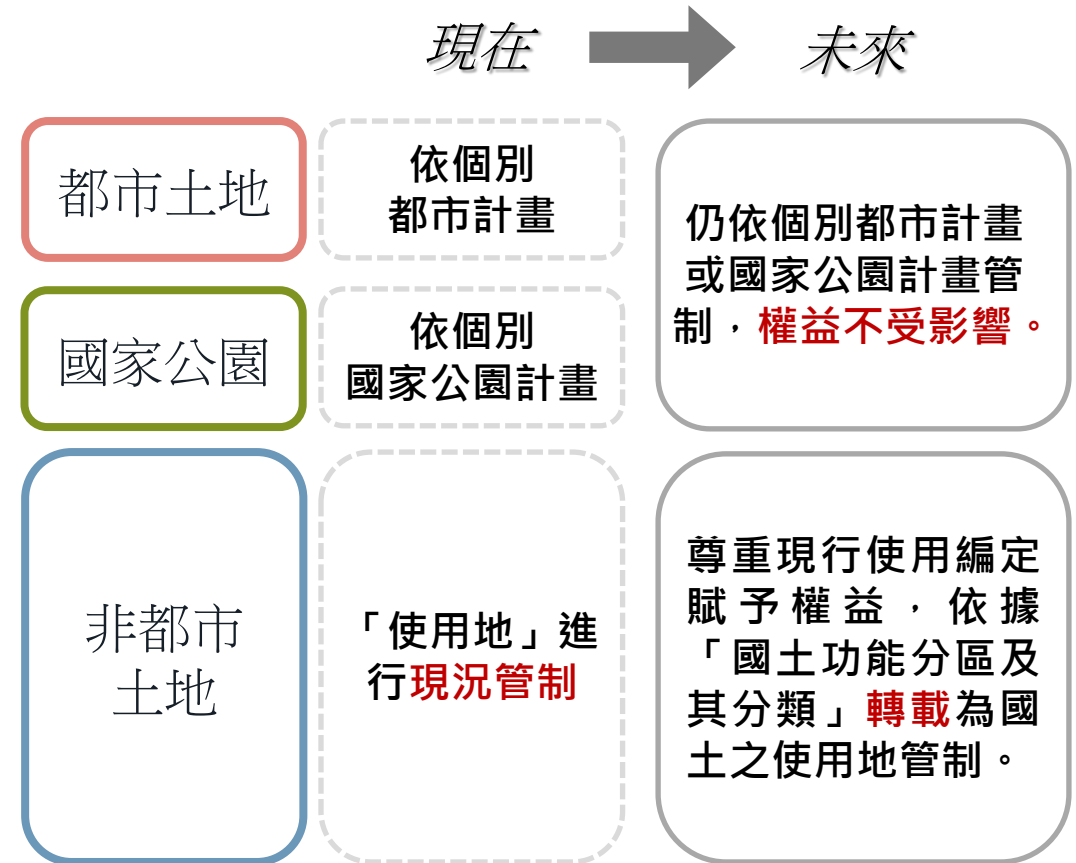 現在
未來
都市土地
依個別
都市計畫
國家公園
依個別
國家公園計畫
仍依個別都市計畫
或國家公園計畫管
制，權益不受影響。
非都市
土地
「使用地」進
行現況管制
尊重現行使用編定
賦予權益，依據
「國土功能分區及
其分類」轉載為國
土之使用地管制。